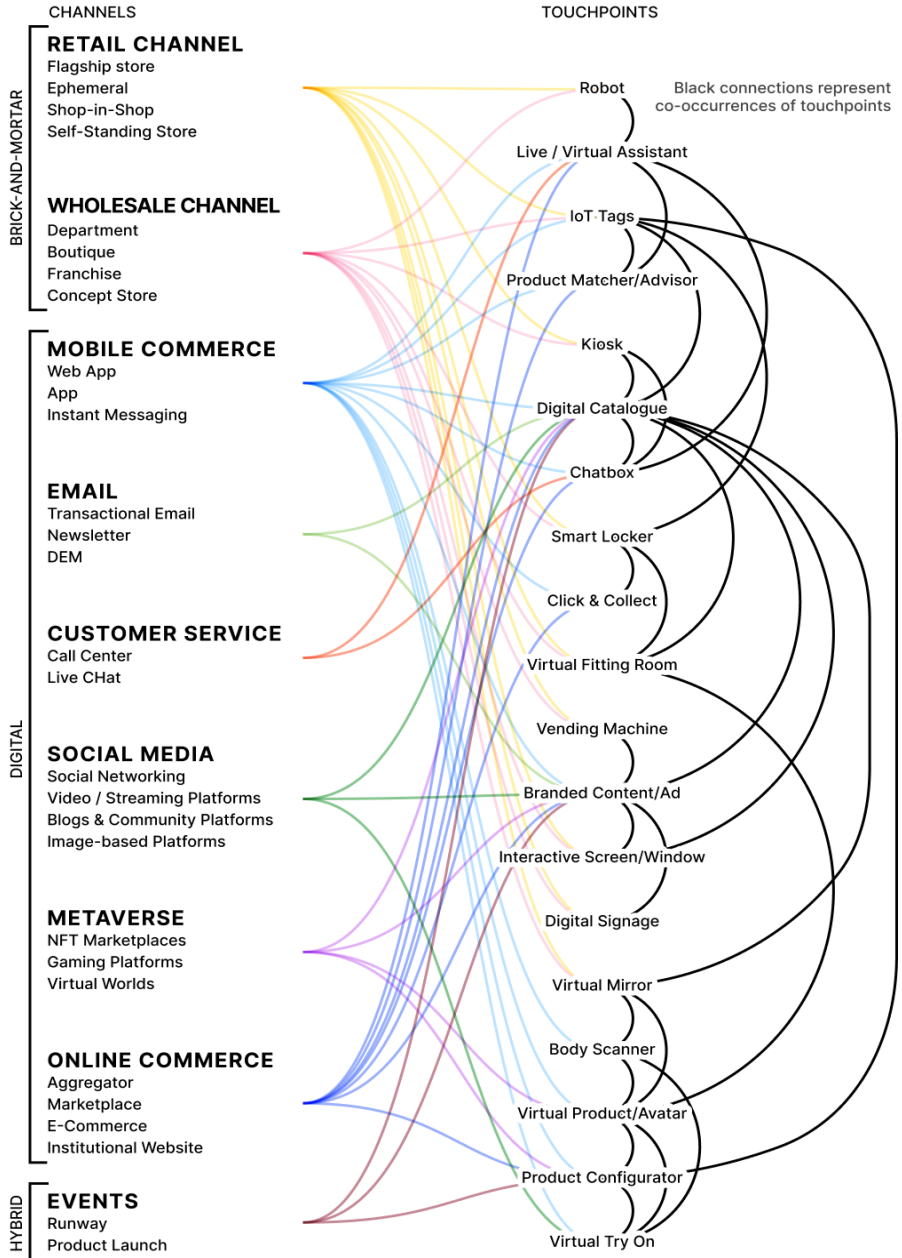 CHANNELS
TOUCHPOINTS
BRICK-AND-MORTAR
RETAIL CHANNEL
Flagship store
Ephemeral
Shop-in-Shop
Self-Standing Store
WHOLESALE CHANNEL
Department
Boutique
Franchise
Concept Store
DIGITAL
MOBILE COMMERCE
Web App
App
Instant Messaging
EMAIL
Transactional Email
Newsletter
DEM
CUSTOMER SERVICE
Call Center
Live CHat
SOCIAL MEDIA
Social Networking
Video / Streaming Platforms
Blogs & Community Platforms
Image-based Platforms
METAVERSE
NFT Marketplaces
Gaming Platforms
Virtual Worlds
ONLINE COMMERCE
Aggregator
Marketplace
E-Commerce
Institutional Website
HYBRID
EVENTS
Runway
Product Launch
Robot
Live / Virtual Assistant
IoT Tags
Product Matcher/Advisor
Kiosk
Digital Catalogue
Chatbox
Smart Locker
Click & Collect
Virtual Fitting Room
Vending Machine
Branded Content/Ad
Interactive Screen/Window
Digital Signage
Virtual Mirror
Body Scanner
Virtual Product/Avatar
Product Configurator
Virtual Try On
Black connections represent
co-occurrences of touchpoints